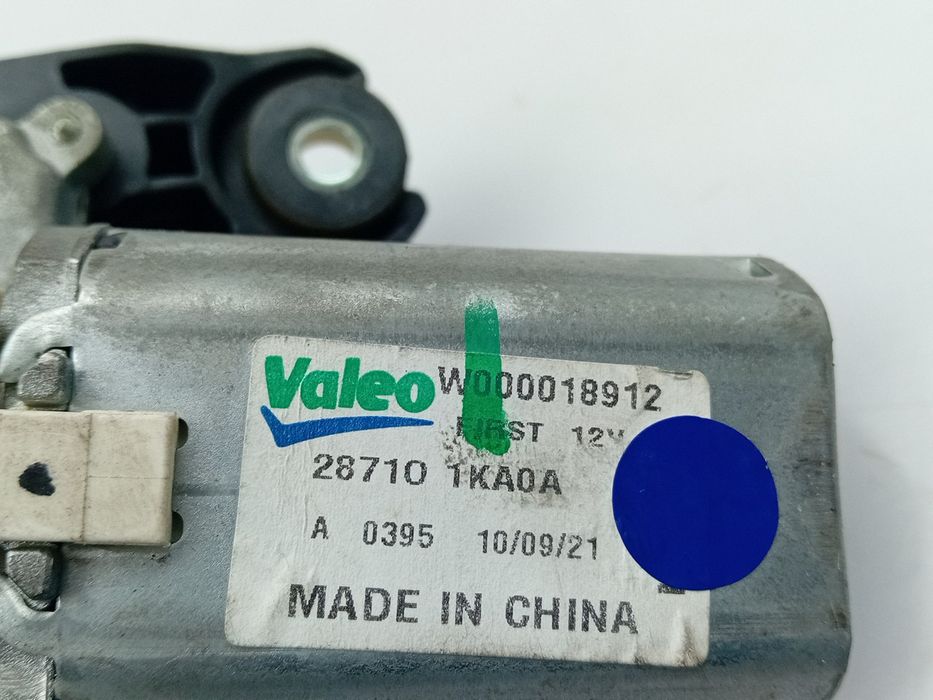 Valeo W000018912
FIRST 12V
28710 1KA0A
A 0395 10/09/21
MADE IN CHINA